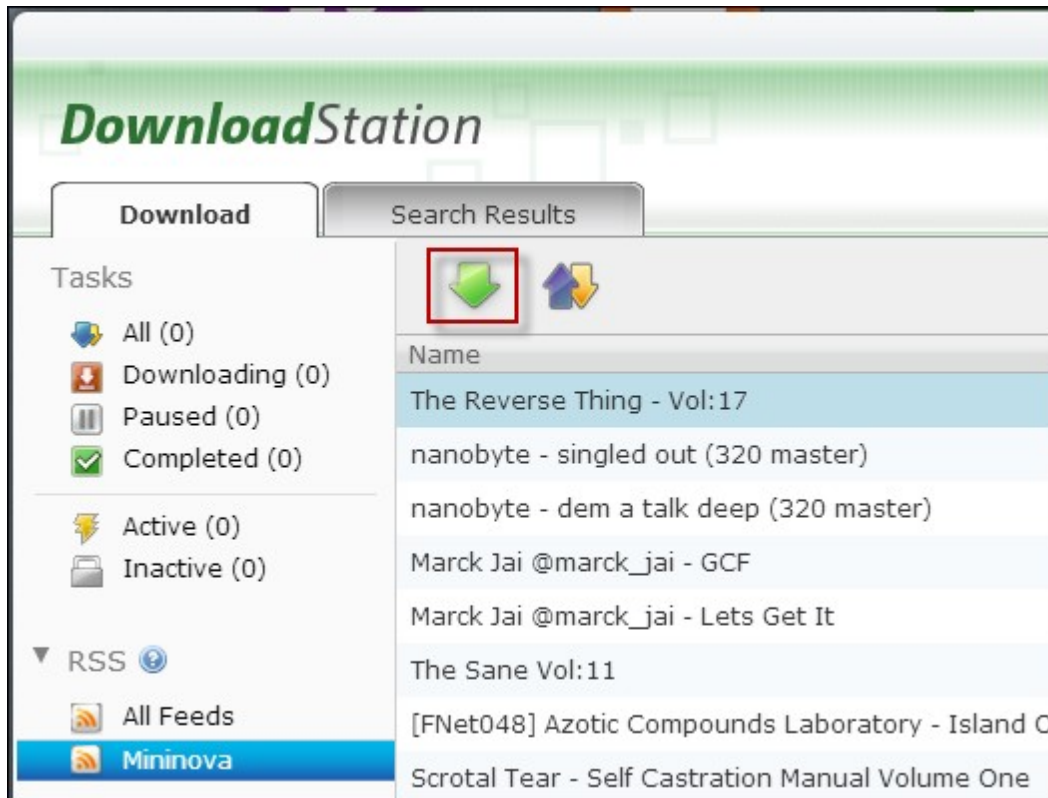 DownloadStation
Download
Search Results
Tasks
All (0)
Downloading (0)
Paused (0)
Completed (0)
Active (0)
Inactive (0)
RSS
All Feeds
Mininova
Name
The Reverse Thing - Vol:17
nanobyte - singled out (320 master)
nanobyte - dem a talk deep (320 master)
Marck Jai @marck_jai - GCF
Marck Jai @marck_jai - Lets Get It
The Sane Vol:11
[FNet048] Azotic Compounds Laboratory - Island
Scrotal Tear - Self Castration Manual Volume One